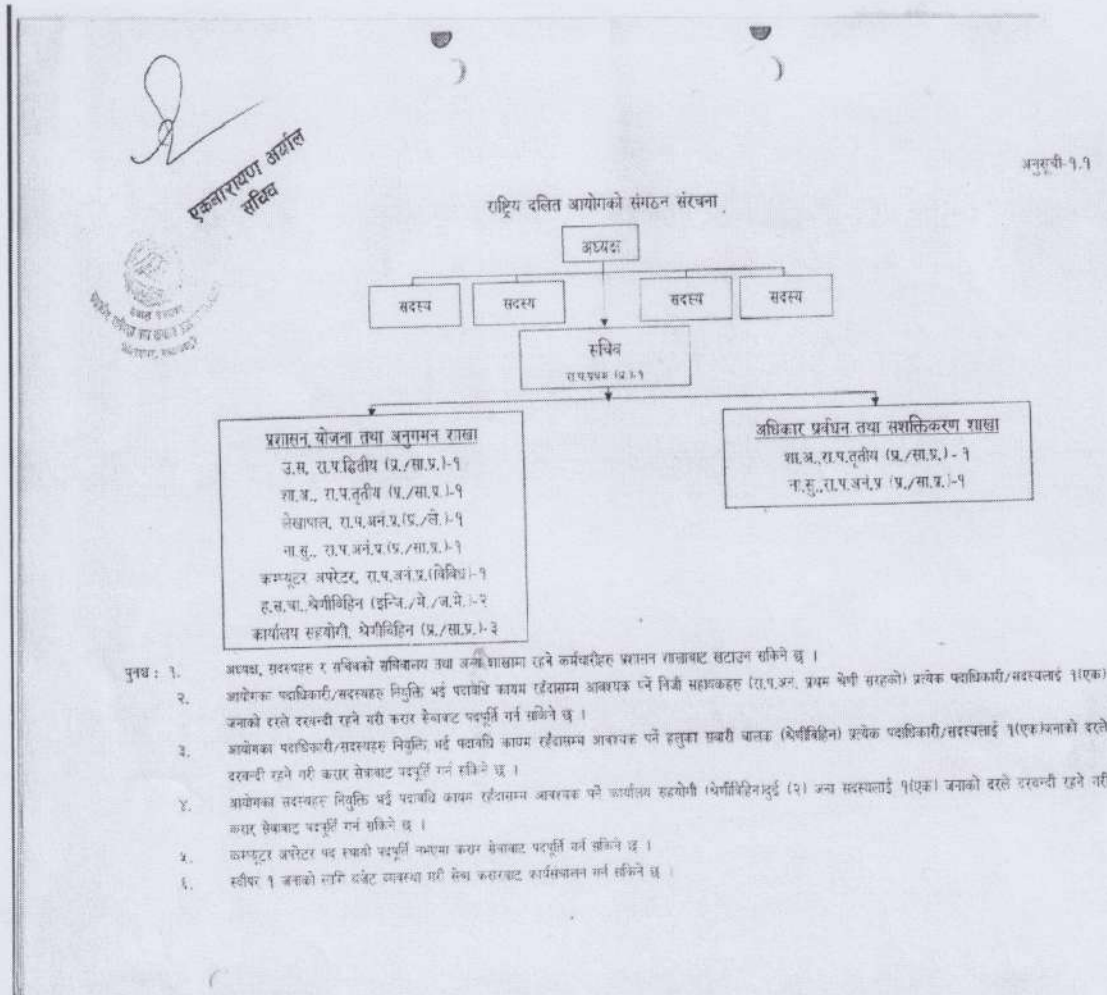 एकनारायण अर्याल
सचिव
अनुसूची-१.१
राष्ट्रिय दलित आयोगको संगठन संरचना
अध्यक्ष
सदस्य
सदस्य
सदस्य
सदस्य
सचिव
रा.प.प्रथम (प्र.)-१
प्रशासन, योजना तथा अनुगमन शाखा
उ.स, रा.प.द्वितीय (प्र./सा.प्र.)-१
शा.अ., रा.प.तृतीय (प्र./सा.प्र.)-१
लेखापाल, रा.प.अनं.प्र.(प्र./ले.)-१
ना.सु., रा.प.अनं.प्र.(प्र./सा.प्र.)-१
कम्प्यूटर अपरेटर, रा.प.अनं.प्र.(विविध)-१
ह.स.चा.,श्रेणीविहिन (इन्जि./मे./ज.मे.)-२
कार्यालय सहयोगी, श्रेणीविहिन (प्र./सा.प्र.)-३
अधिकार प्रर्वधन तथा सशक्तिकरण शाखा
शा.अ.,रा.प.तृतीय (प्र./सा.प्र.) - १
ना.सु.,रा.प.अनं.प्र (प्र./सा.प्र.)-१
पुनश्च : १. अध्यक्ष, सदस्यहरु र सचिवको सचिवालय तथा अन्य शाखामा रहने कर्मचारीहरु प्रशासन शाखाबाट खटाउन सकिने छ ।
२. आयोगका पदाधिकारी/सदस्यहरु नियुक्ति भई पदावधि कायम रहँदासम्म आवश्यक पर्ने निजी सहायकहरु (रा.प.अनं. प्रथम श्रेणी सरहको) प्रत्येक पदाधिकारी/सदस्यलाई १(एक)
जनाको दरले दरवन्दी रहने गरी करार सेवाबाट पदपूर्ति गर्न सकिने छ ।
३. आयोगका पदाधिकारी/सदस्यहरु नियुक्ति भई पदावधि कायम रहँदासम्म आवश्यक पर्ने हलुका सवारी चालक (श्रेणीविहिन) प्रत्येक पदाधिकारी/सदस्यलाई १(एक)जनाको दरले
दरवन्दी रहने गरी करार सेवाबाट पदपूर्ति गर्न सकिने छ ।
४. आयोगका सदस्यहरु नियुक्ति भई पदावधि कायम रहँदासम्म आवश्यक पर्ने कार्यालय सहयोगी (श्रेणीविहिन)दुई (२) जना सदस्यलाई १(एक) जनाको दरले दरवन्दी रहने गरी
करार सेवाबाट पदपूर्ति गर्न सकिने छ ।
५. कम्प्यूटर अपरेटर पद स्थायी पदपूर्ति नभएमा करार सेवाबाट पदपूर्ति गर्न सकिने छ ।
६. स्वीपर १ जनाको लागि बजेट व्यवस्था गरी सेवा करारबाट कार्यसंचालन गर्न सकिने छ ।